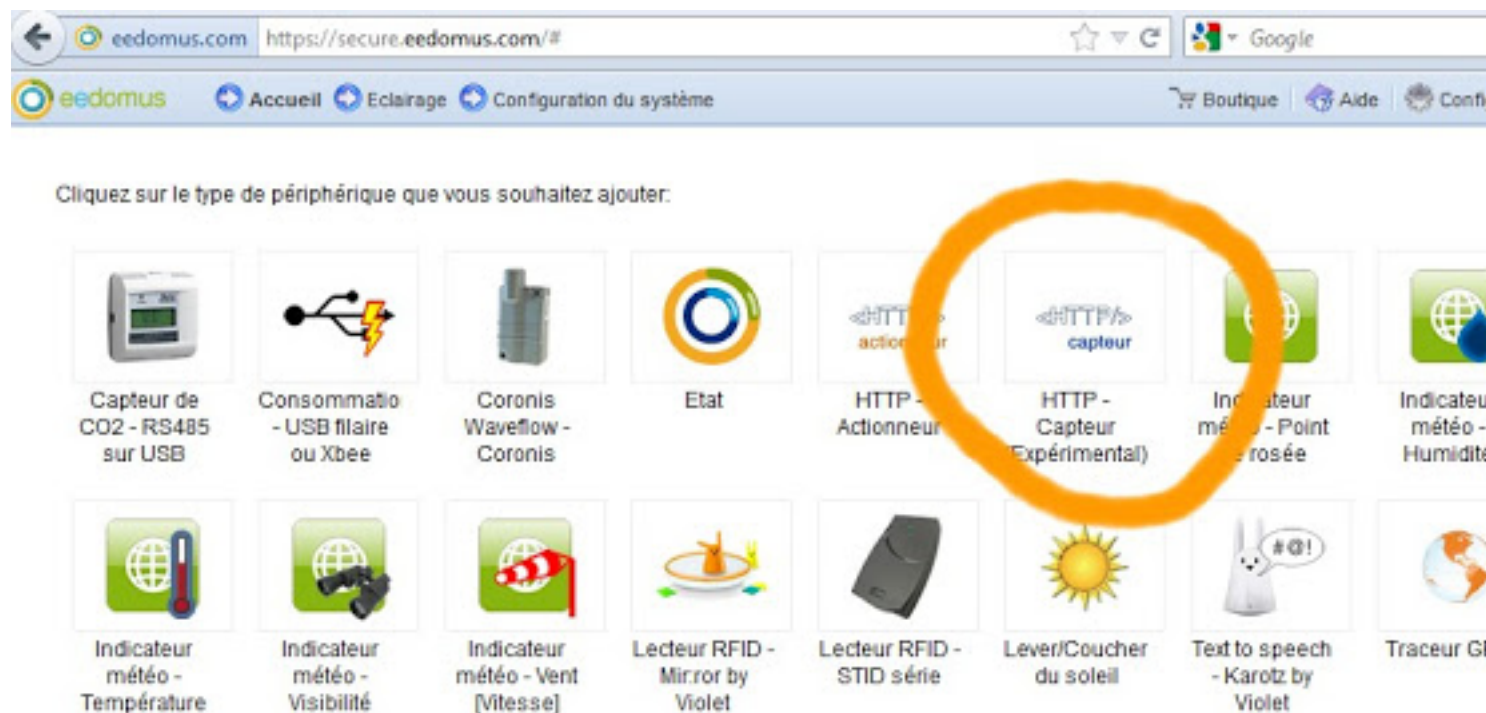 eedomus.com https://secure.eedomus.com/# Google
eedomus Accueil Eclairage Configuration du système Boutique Aide Confi
Cliquez sur le type de périphérique que vous souhaitez ajouter:
<HTTP/>
capteur
Capteur de
CO2 - RS485
sur USB
Consommatio
- USB filaire
ou Xbee
Coronis
Waveflow -
Coronis
Etat
HTTP -
Actionneur
HTTP -
Capteur
(Expérimental)
météo - Point
rosée
Indicateu
météo -
Humidité
#@!
Indicateur
météo -
Température
Indicateur
météo -
Visibilité
Indicateur
météo - Vent
[Vitesse]
Lecteur RFID -
Mir:ror by
Violet
Lecteur RFID -
STID série
Lever/Coucher
du soleil
Text to speech
- Karotz by
Violet
Traceur